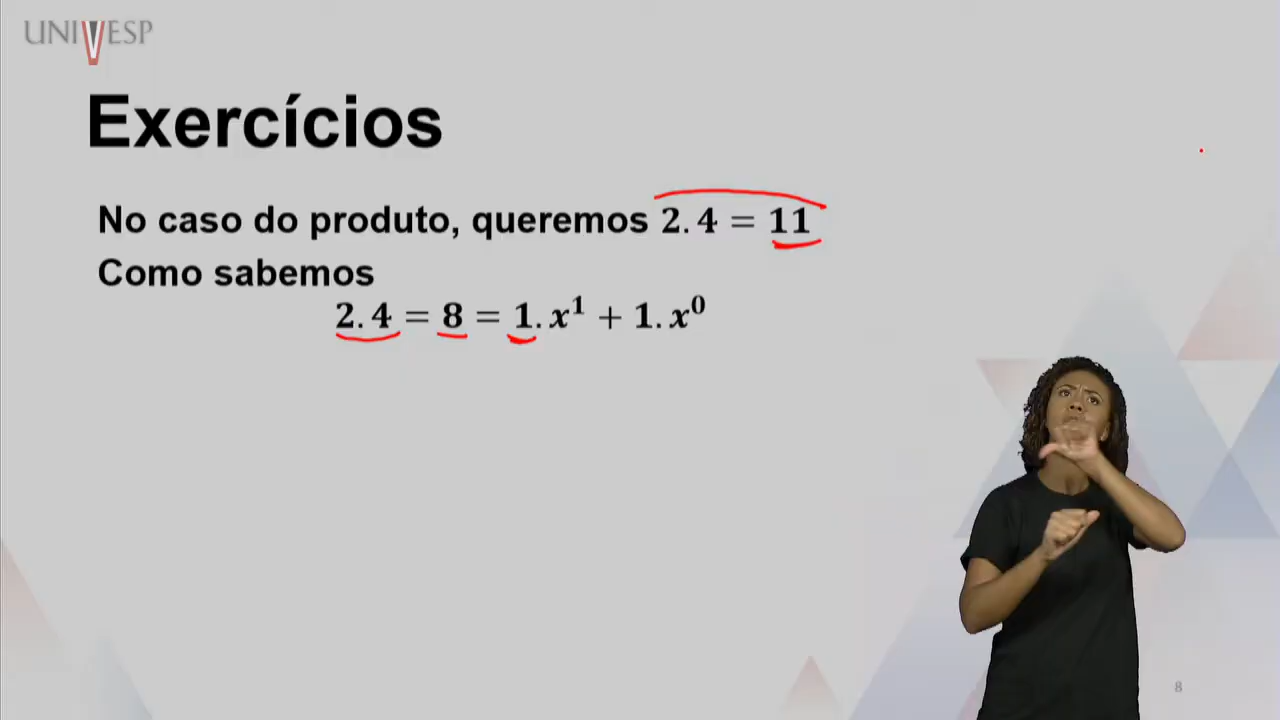 UNIVESP
Exercícios
No caso do produto, queremos 2. 4 = 11
Como sabemos
2. 4 = 8 = 1. x¹ + 1. x⁰
8